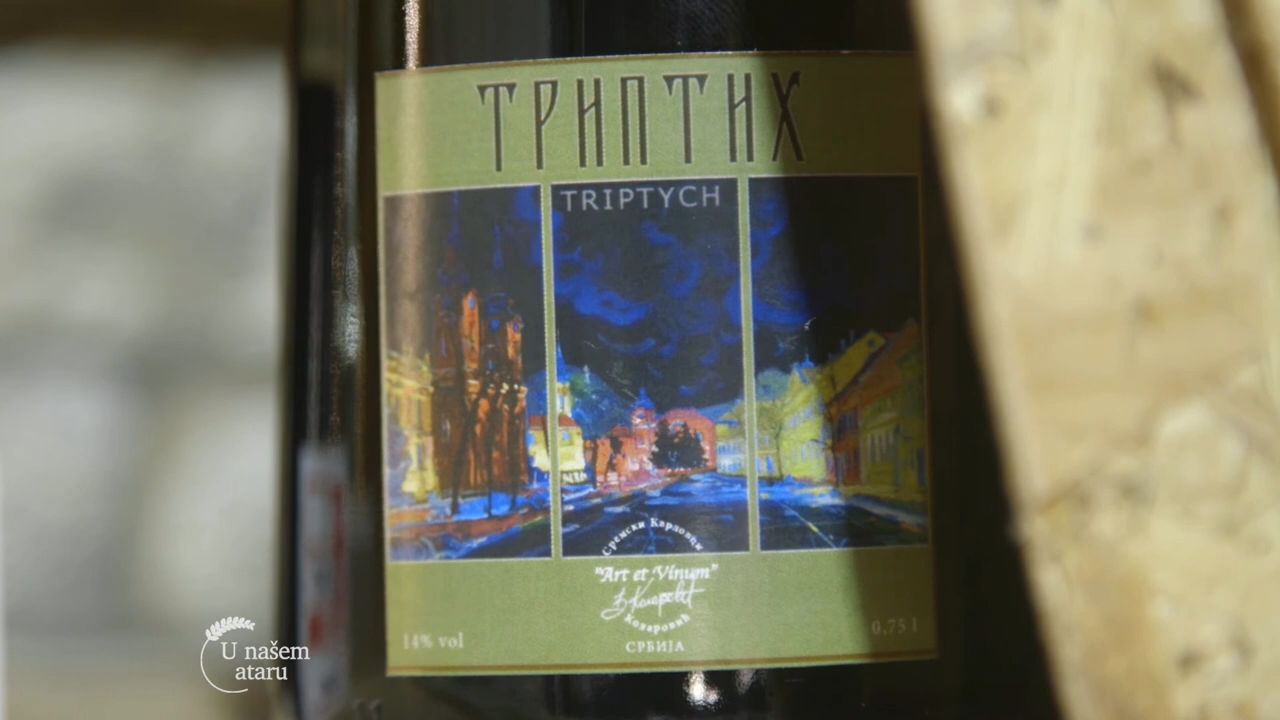 ТРИПТИХ
TRIPTYCH
Сремски Карловци
"Art et Vinum"
Козаровић
СРБИЈА
14% vol
0,75 l
U našem
ataru